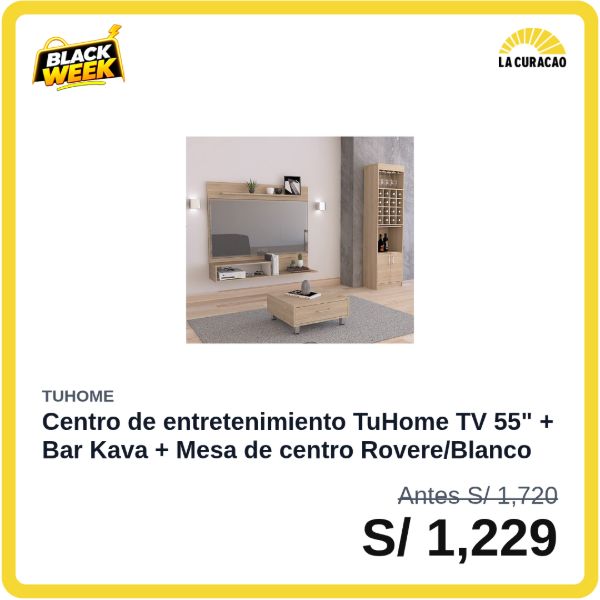 BLACK
WEEK
LA CURACAO
TUHOME
Centro de entretenimiento TuHome TV 55" +
Bar Kava + Mesa de centro Rovere/Blanco
Antes S/ 1,720
S/ 1,229